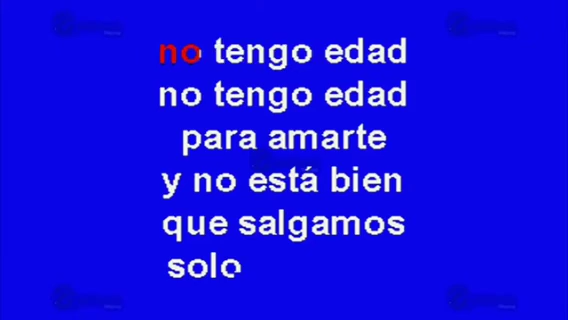 no tengo edad
no tengo edad
para amarte
y no está bien
que salgamos
solo